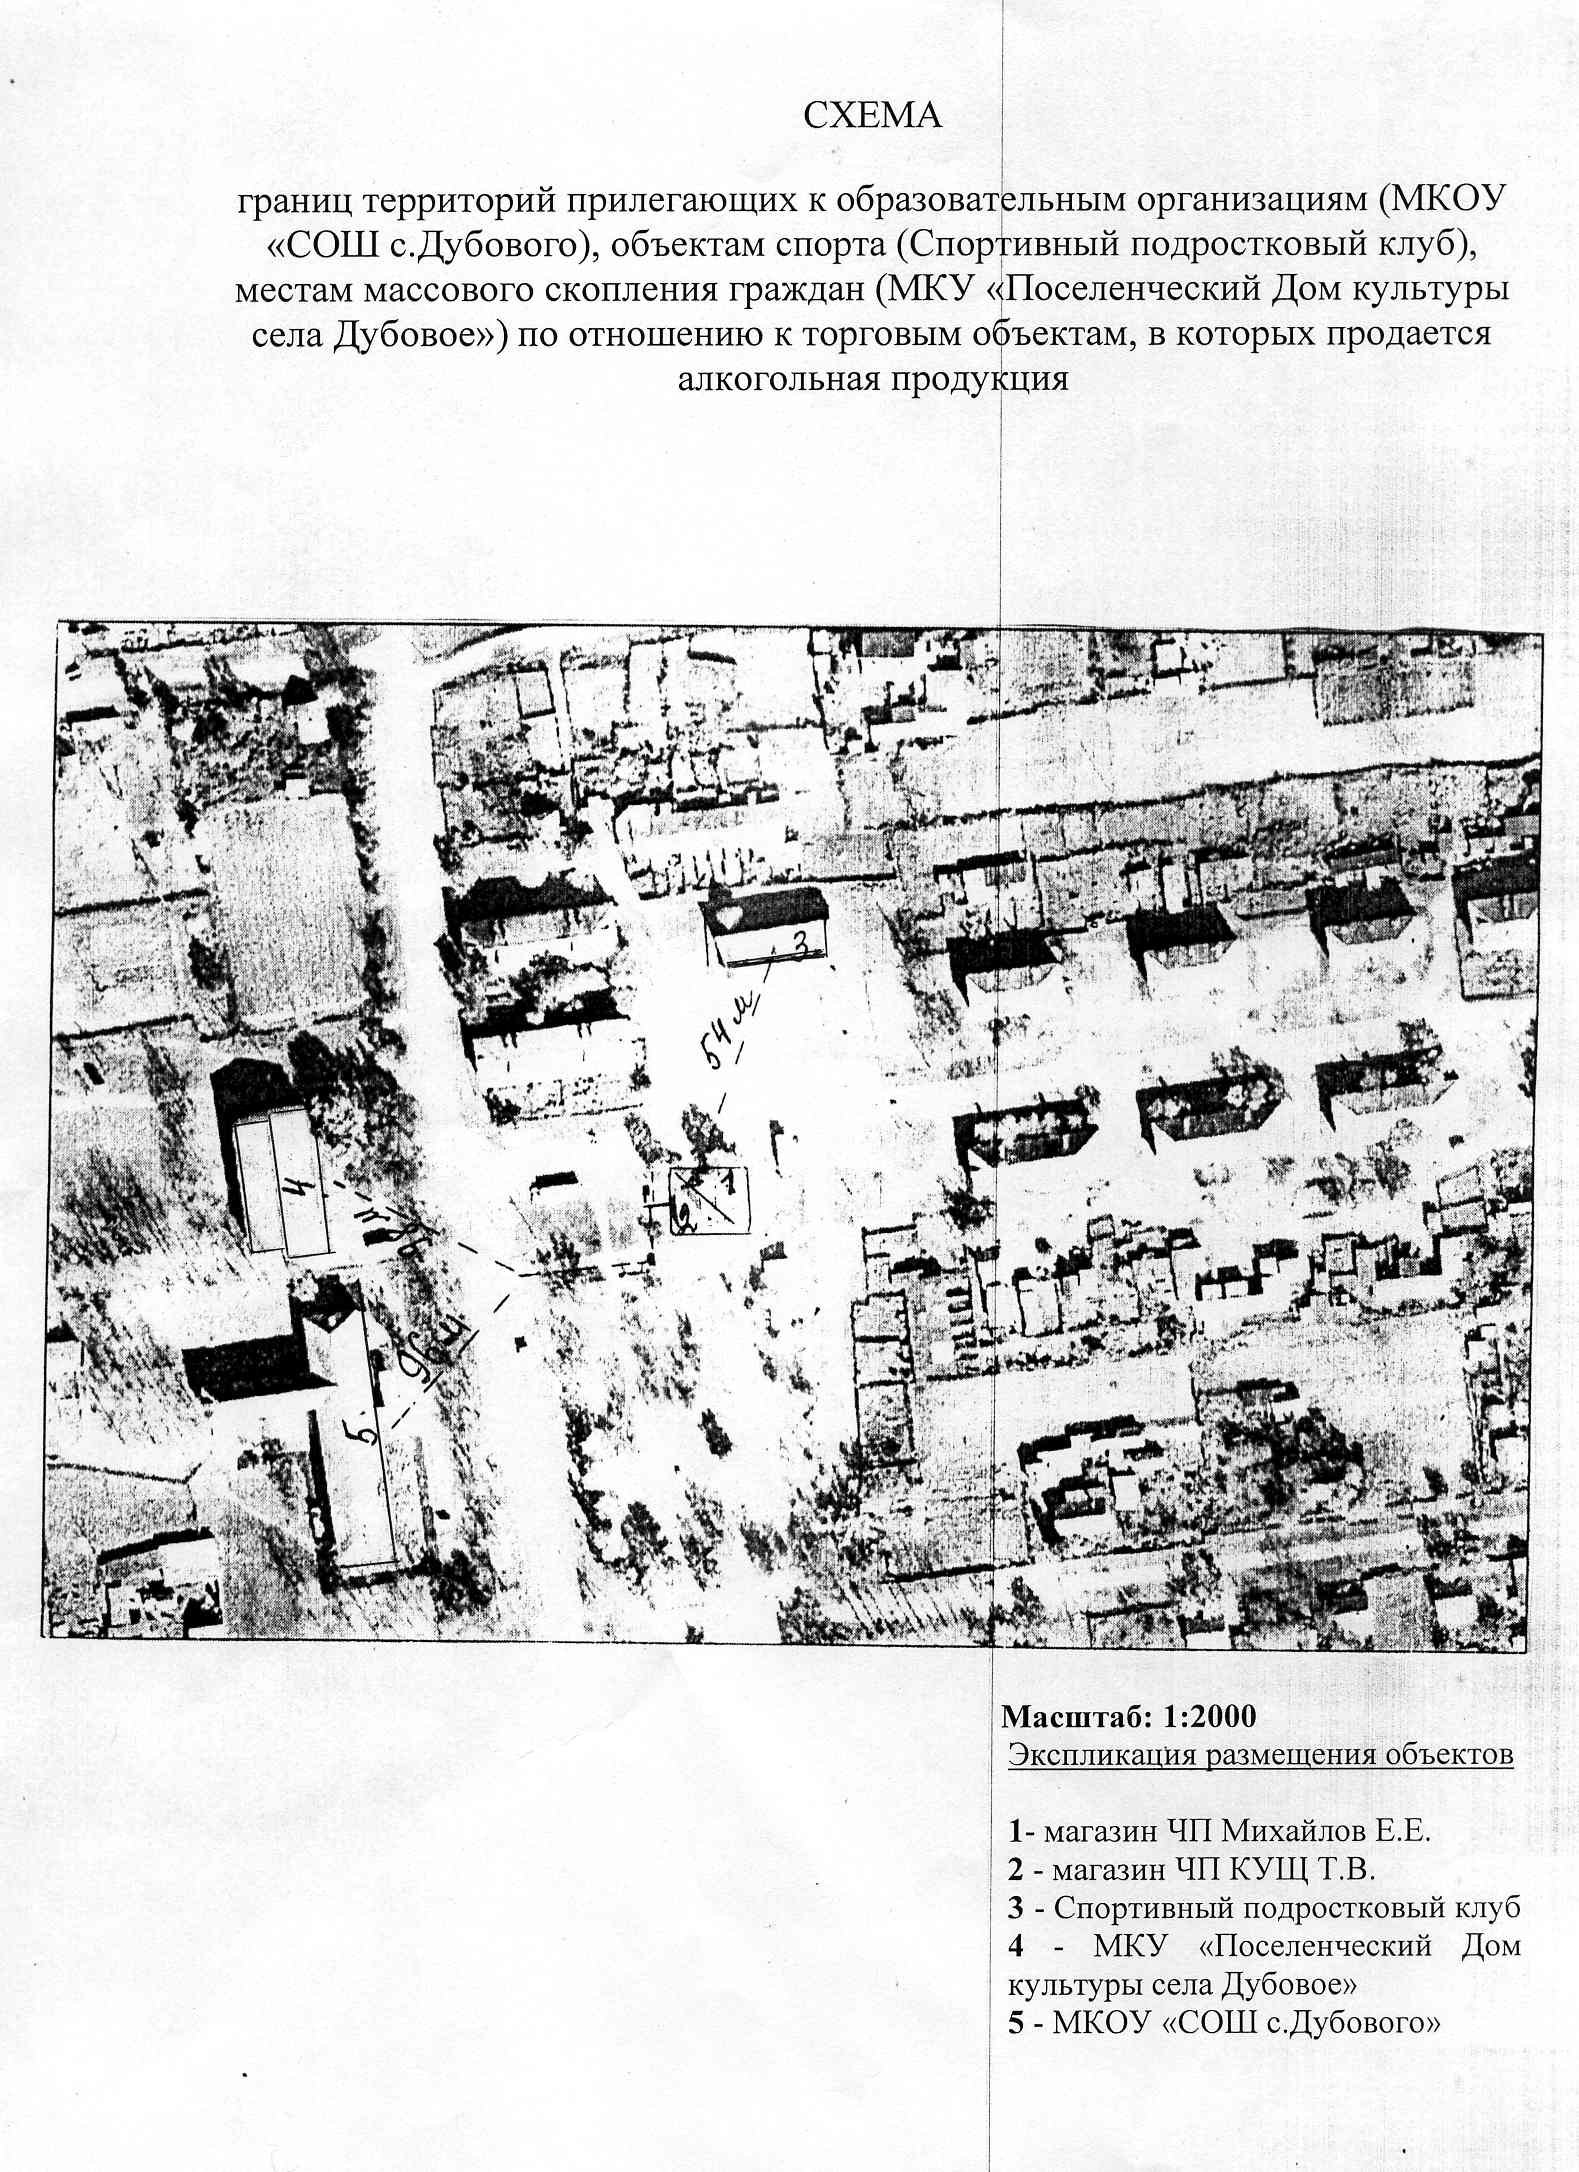 СХЕМА
границ территорий прилегающих к образовательным организациям (МКОУ
«СОШ с.Дубового), объектам спорта (Спортивный подростковый клуб),
местам массового скопления граждан (МКУ «Поселенческий Дом культуры
села Дубовое») по отношению к торговым объектам, в которых продается
алкогольная продукция
3
54 м
4
1
2
96 м
5.
Масштаб: 1:2000
Экспликация размещения объектов
1- магазин ЧП Михайлов Е.Е.
2 - магазин ЧП КУЩ Т.В.
3 - Спортивный подростковый клуб
4 - МКУ «Поселенческий Дом
культуры села Дубовое»
5 - МКОУ «СОШ с.Дубового»